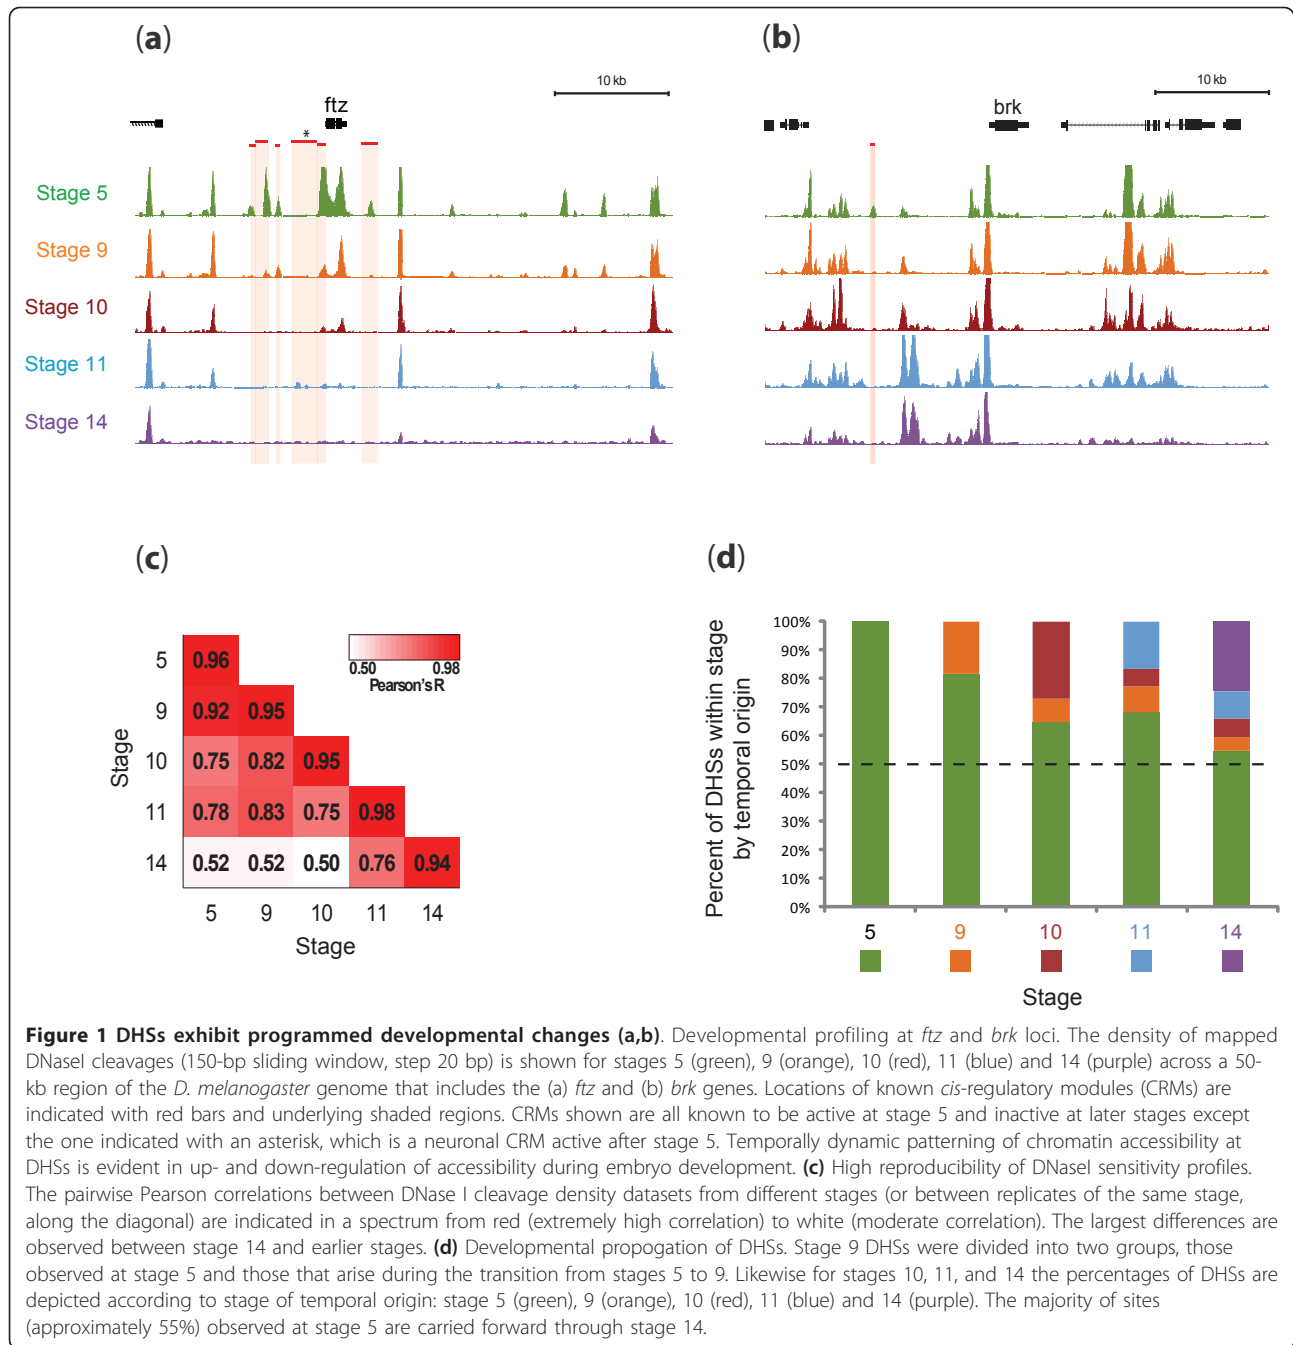 (a)
(b)
10 kb
10 kb
ftz
brk
*
Stage 5
Stage 9
Stage 10
Stage 11
Stage 14
(c)
(d)
5
9
10
11
14
Stage
0.96
0.92 0.95
0.75 0.82 0.95
0.78 0.83 0.75 0.98
0.52 0.52 0.50 0.76 0.94
5 9 10 11 14
Stage
0.50 0.98
Pearson's R
Percent of DHSs within stage
by temporal origin
100%
90%
80%
70%
60%
50%
40%
30%
20%
10%
0%
5 9 10 11 14
Stage
Figure 1 DHSs exhibit programmed developmental changes (a,b). Developmental profiling at ftz and brk loci. The density of mapped
DNaseI cleavages (150-bp sliding window, step 20 bp) is shown for stages 5 (green), 9 (orange), 10 (red), 11 (blue) and 14 (purple) across a 50-
kb region of the D. melanogaster genome that includes the (a) ftz and (b) brk genes. Locations of known cis-regulatory modules (CRMs) are
indicated with red bars and underlying shaded regions. CRMs shown are all known to be active at stage 5 and inactive at later stages except
the one indicated with an asterisk, which is a neuronal CRM active after stage 5. Temporally dynamic patterning of chromatin accessibility at
DHSs is evident in up- and down-regulation of accessibility during embryo development. (c) High reproducibility of DNaseI sensitivity profiles.
The pairwise Pearson correlations between DNase I cleavage density datasets from different stages (or between replicates of the same stage,
along the diagonal) are indicated in a spectrum from red (extremely high correlation) to white (moderate correlation). The largest differences are
observed between stage 14 and earlier stages. (d) Developmental propogation of DHSs. Stage 9 DHSs were divided into two groups, those
observed at stage 5 and those that arise during the transition from stages 5 to 9. Likewise for stages 10, 11, and 14 the percentages of DHSs are
depicted according to stage of temporal origin: stage 5 (green), 9 (orange), 10 (red), 11 (blue) and 14 (purple). The majority of sites
(approximately 55%) observed at stage 5 are carried forward through stage 14.